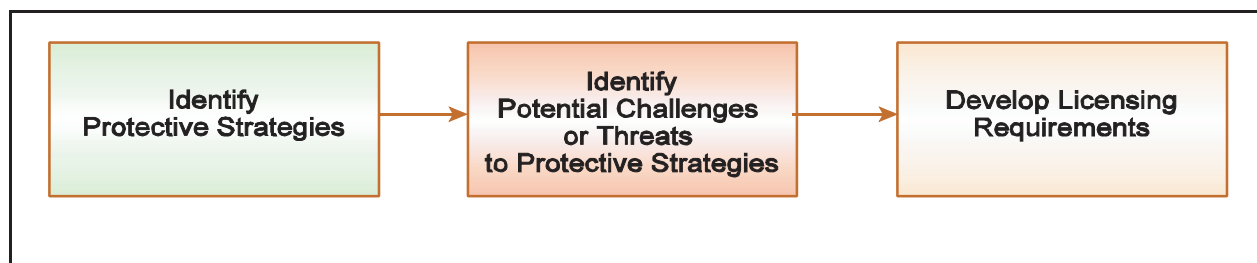 Identify
Protective Strategies
Identify
Potential Challenges
or Threats
to Protective Strategies
Develop Licensing
Requirements